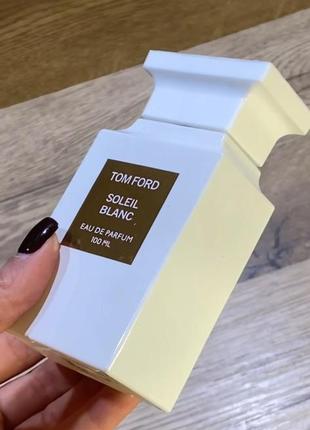 TOM FORD
SOLEIL
BLANC
EAU DE PARFUM
100 ML